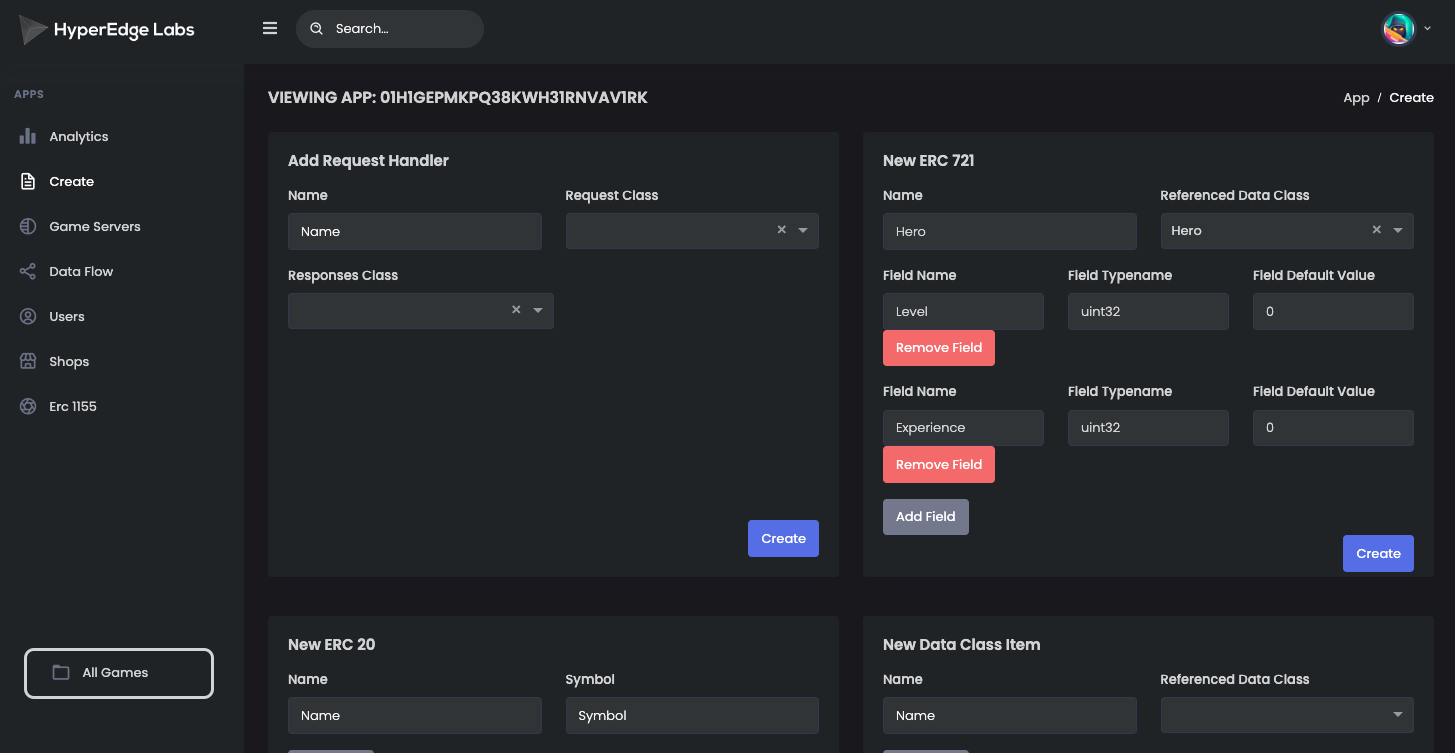 HyperEdge Labs
Search...
APPS
Analytics
Create
Game Servers
Data Flow
Users
Shops
Erc 1155
All Games
VIEWING APP: 01H1GEPMKPQ38KWH31RNVAV1RK
App / Create
Add Request Handler
Name Request Class
Name ×
Responses Class
×
Create
New ERC 721
Name Referenced Data Class
Hero Hero ×
Field Name Field Typename Field Default Value
Level uint32 0
Remove Field
Field Name Field Typename Field Default Value
Experience uint32 0
Remove Field
Add Field
Create
New ERC 20
Name Symbol
Name Symbol
New Data Class Item
Name Referenced Data Class
Name